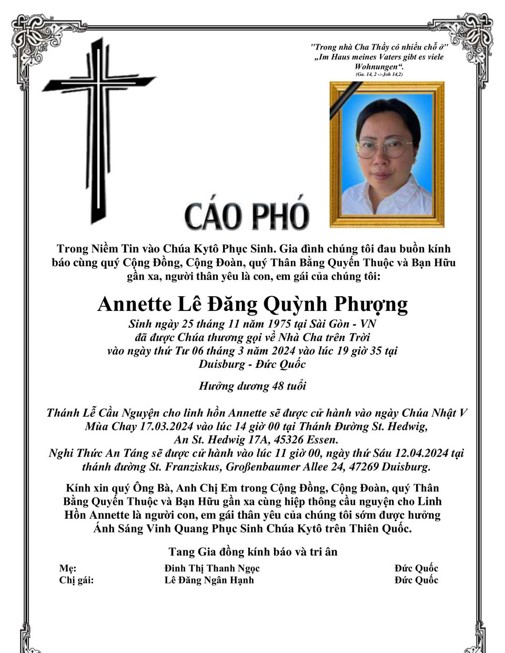 "Trong nhà Cha Thầy có nhiều chỗ ở"
„Im Haus meines Vaters gibt es viele
Wohnungen“.
(Ga. 14, 2 ->Joh 14,2)
CÁO PHÓ
Trong Niềm Tin vào Chúa Kytô Phục Sinh. Gia đình chúng tôi đau buồn kính
báo cùng quý Cộng Đồng, Cộng Đoàn, quý Thân Bằng Quyến Thuộc và Bạn Hữu
gần xa, người thân yêu là con, em gái của chúng tôi:
Annette Lê Đăng Quỳnh Phượng
Sinh ngày 25 tháng 11 năm 1975 tại Sài Gòn - VN
đã được Chúa thương gọi về Nhà Cha trên Trời
vào ngày thứ Tư 06 tháng 3 năm 2024 vào lúc 19 giờ 35 tại
Duisburg - Đức Quốc
Hưởng dương 48 tuổi
Thánh Lễ Cầu Nguyện cho linh hồn Annette sẽ được cử hành vào ngày Chúa Nhật V
Mùa Chay 17.03.2024 vào lúc 14 giờ 00 tại Thánh Đường St. Hedwig,
An St. Hedwig 17A, 45326 Essen.
Nghi Thức An Táng sẽ được cử hành vào lúc 11 giờ 00, ngày thứ Sáu 12.04.2024 tại
thánh đường St. Franziskus, Großenbaumer Allee 24, 47269 Duisburg.
Kính xin quý Ông Bà, Anh Chị Em trong Cộng Đồng, Cộng Đoàn, quý Thân
Bằng Quyến Thuộc và Bạn Hữu gần xa cùng hiệp thông cầu nguyện cho Linh
Hồn Annette là người con, em gái thân yêu của chúng tôi sớm được hưởng
Ánh Sáng Vinh Quang Phục Sinh Chúa Kytô trên Thiên Quốc.
Tang Gia đồng kính báo và tri ân
Mẹ: Đinh Thị Thanh Ngọc Đức Quốc
Chị gái: Lê Đăng Ngân Hạnh Đức Quốc